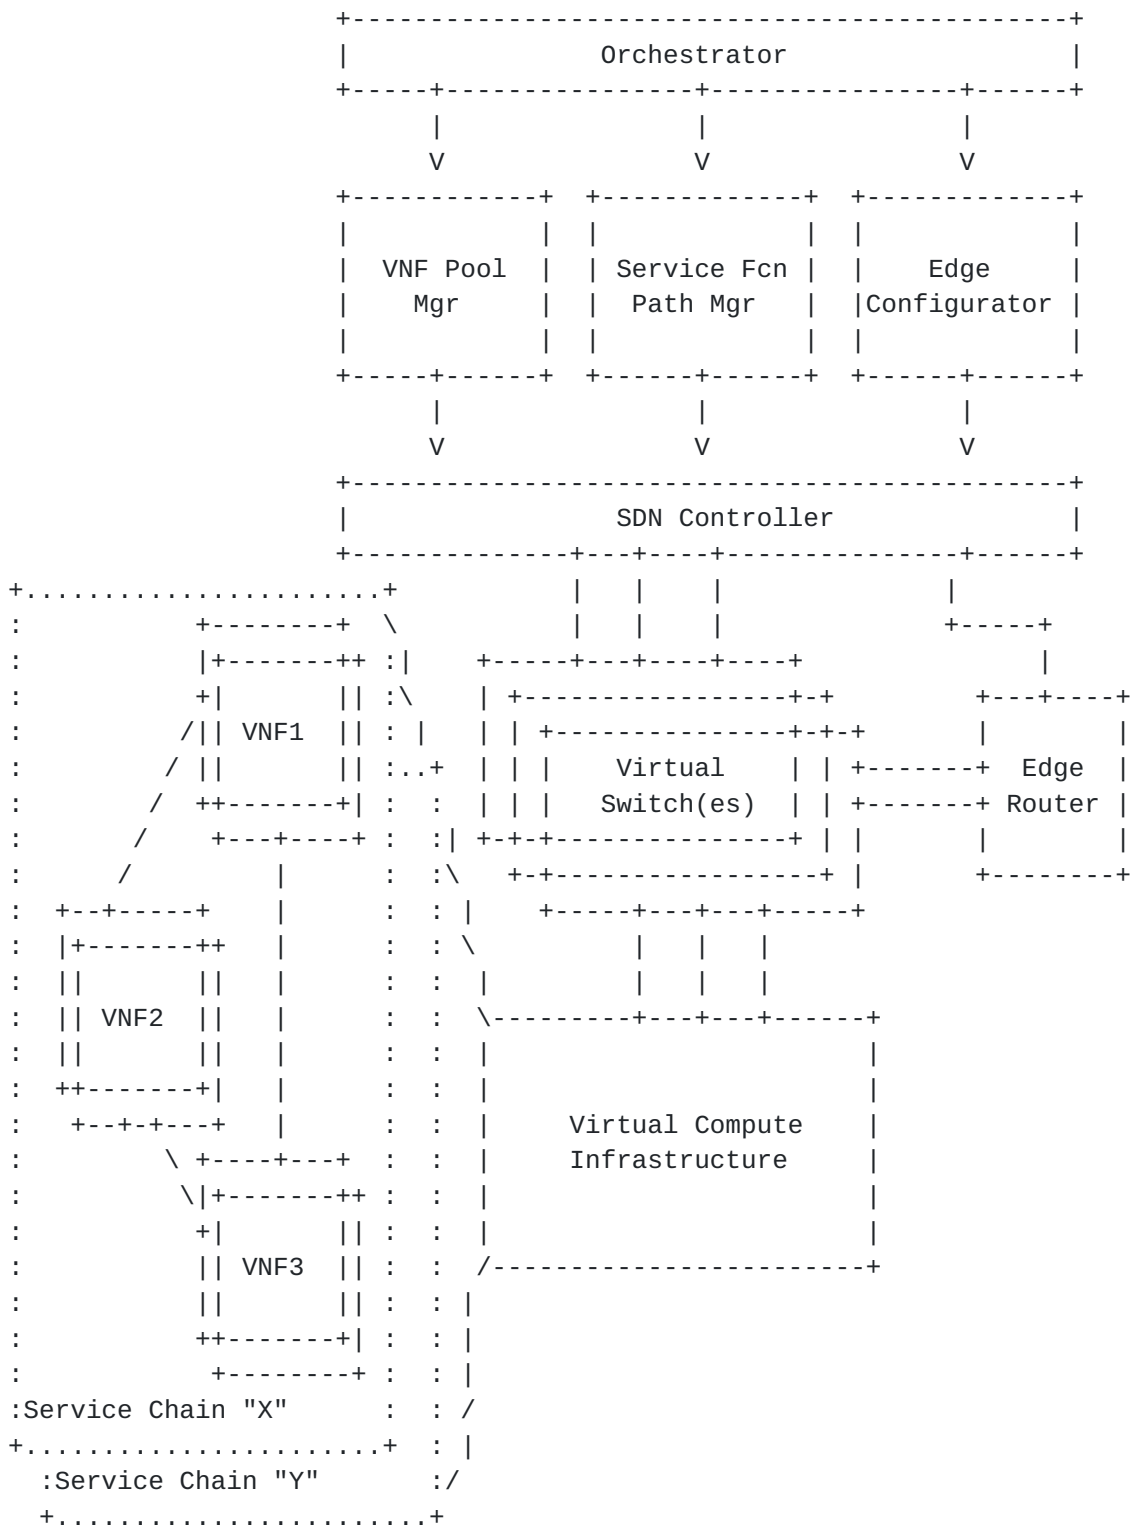 Orchestrator
VNF Pool
Mgr
Service Fcn
Path Mgr
Edge
Configurator
SDN Controller
VNF1
Virtual
Switch(es)
Edge
Router
VNF2
Virtual Compute
Infrastructure
VNF3
Service Chain "X"
Service Chain "Y"